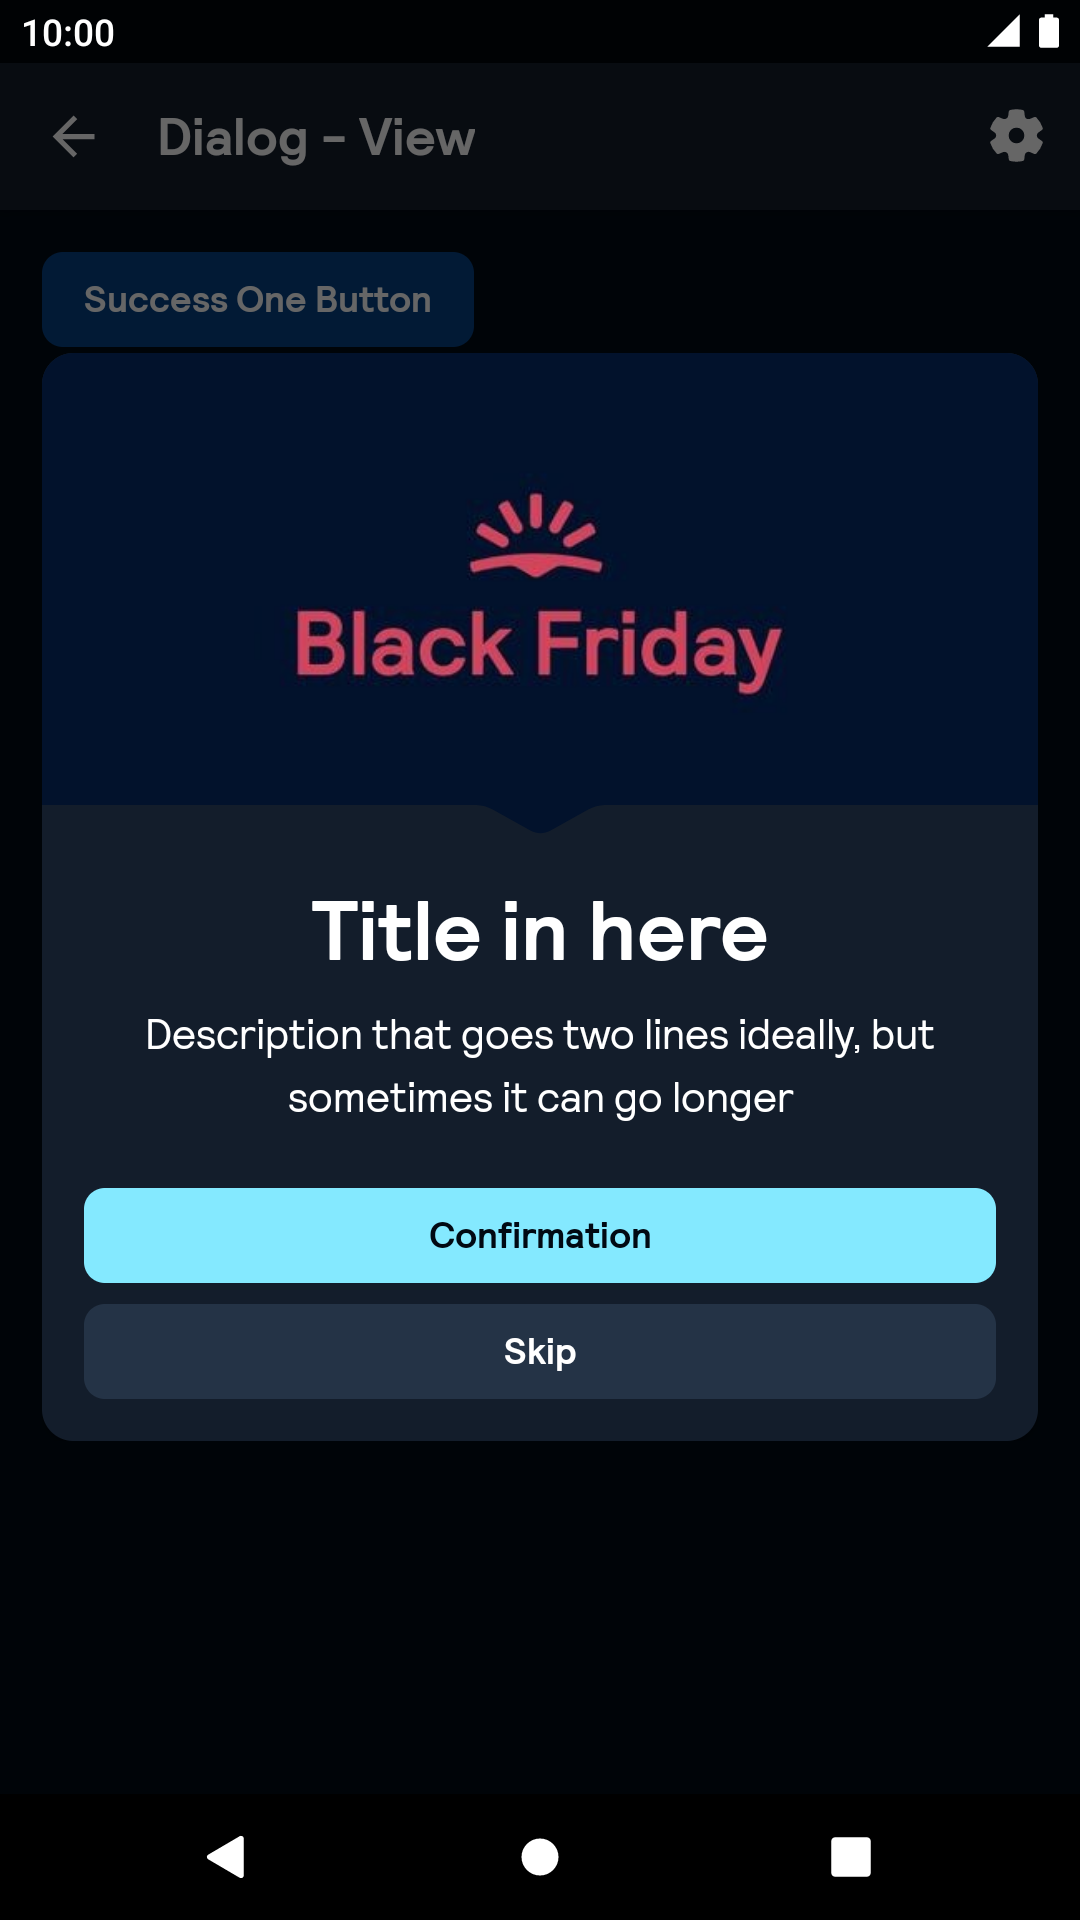 10:00
Dialog - View
Success One Button
Black Friday
Title in here
Description that goes two lines ideally, but
sometimes it can go longer
Confirmation
Skip